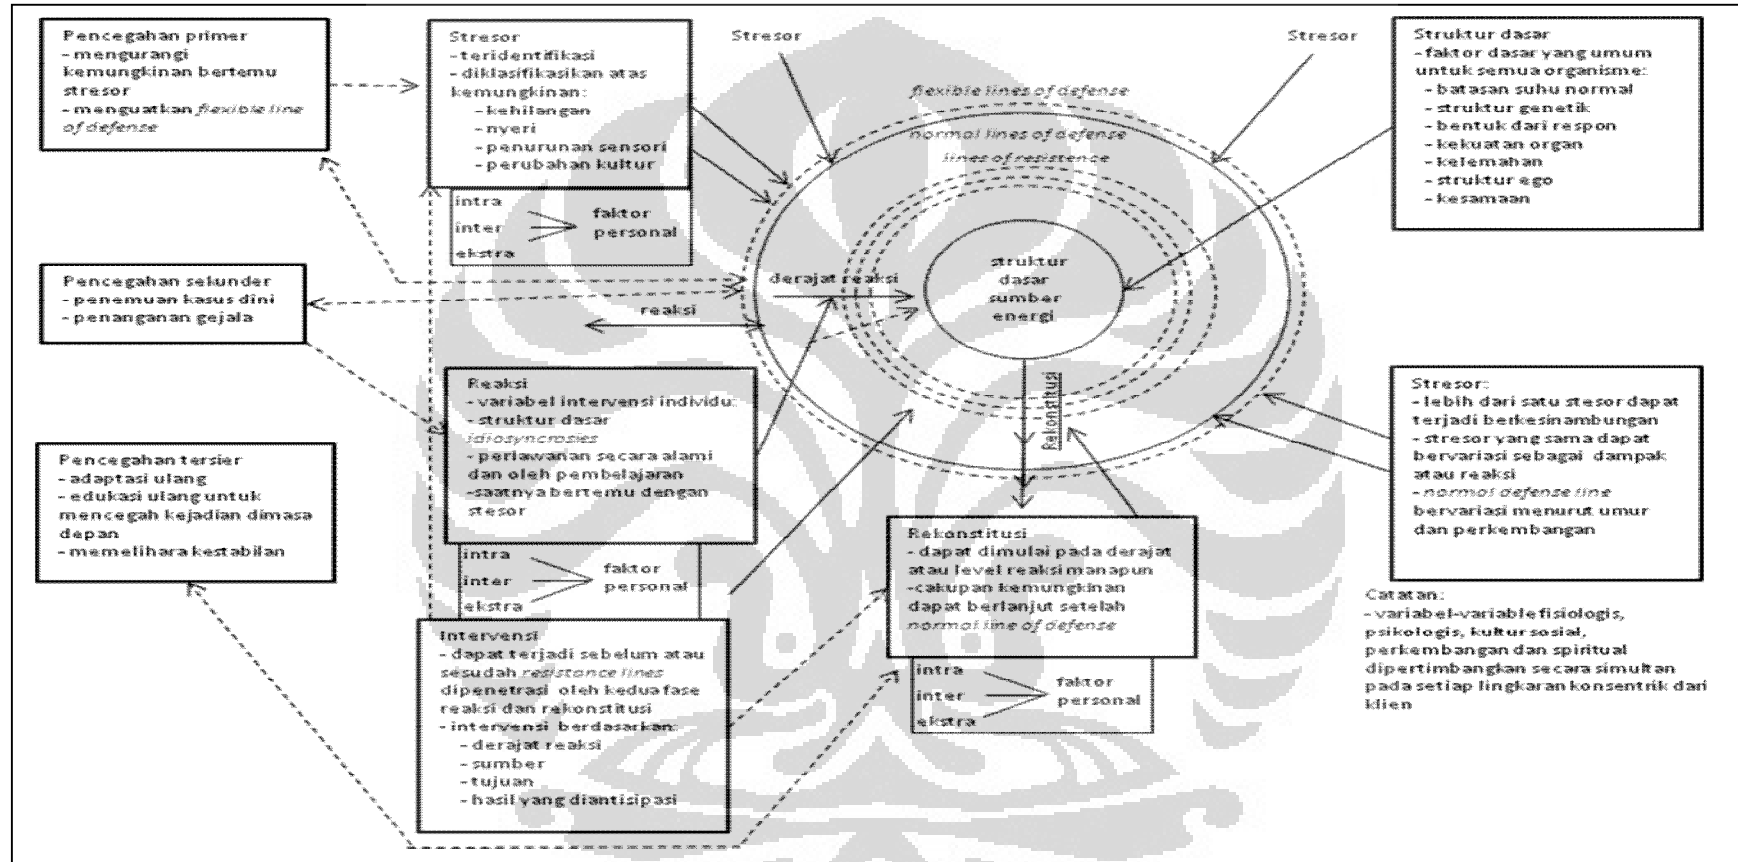 Pencegahan primer
- mengurangi
kemungkinan bertemu
stresor
- menguatkan flexible line
of defense
Stresor
- teridentifikasi
- diklasifikasikan atas
kemungkinan:
- kehilangan
- nyeri
- penurunan sensori
- perubahan kultur
intra
inter
ekstra
faktor
personal
Stresor
Stresor
flexible lines of defense
normal lines of defense
lines of resistence
struktur
dasar
sumber
energi
derajat reaksi
reaksi
Struktur dasar
- faktor dasar yang umum
untuk semua organisme:
- batasan suhu normal
- struktur genetik
- bentuk dari respon
- kekuatan organ
- kelemahan
- struktur ego
- kesamaan
Pencegahan sekunder
- penemuan kasus dini
- penanganan gejala
Reaksi
- variabel intervensi individu:
- struktur dasar
idiosyncrosies
- perlawanan secara alami
dan oleh pembelajaran
-saatnya bertemu dengan
stesor
intra
inter
ekstra
faktor
personal
Rekonstitusi
Stresor:
- lebih dari satu stesor dapat
terjadi berkesinambungan
- stresor yang sama dapat
bervariasi sebagai dampak
atau reaksi
- normal defense line
bervariasi menurut umur
dan perkembangan
Pencegahan tersier
- adaptasi ulang
- edukasi ulang untuk
mencegah kejadian dimasa
depan
- memelihara kestabilan
Intervensi
- dapat terjadi sebelum atau
sesudah resistance lines
dipenetrasi oleh kedua fase
reaksi dan rekonstitusi
- intervensi berdasarkan:
- derajat reaksi
- sumber
- tujuan
- hasil yang diantisipasi
Rekonstitusi
- dapat dimulai pada derajat
atau level reaksi manapun
-cakupan kemungkinan
dapat berlanjut setelah
normal line of defense
intra
inter
ekstra
faktor
personal
Catatan:
- variabel-variable fisiologis,
psikologis, kultur sosial,
perkembangan dan spiritual
dipertimbangkan secara simultan
pada setiap lingkaran konsentrik dari
klien